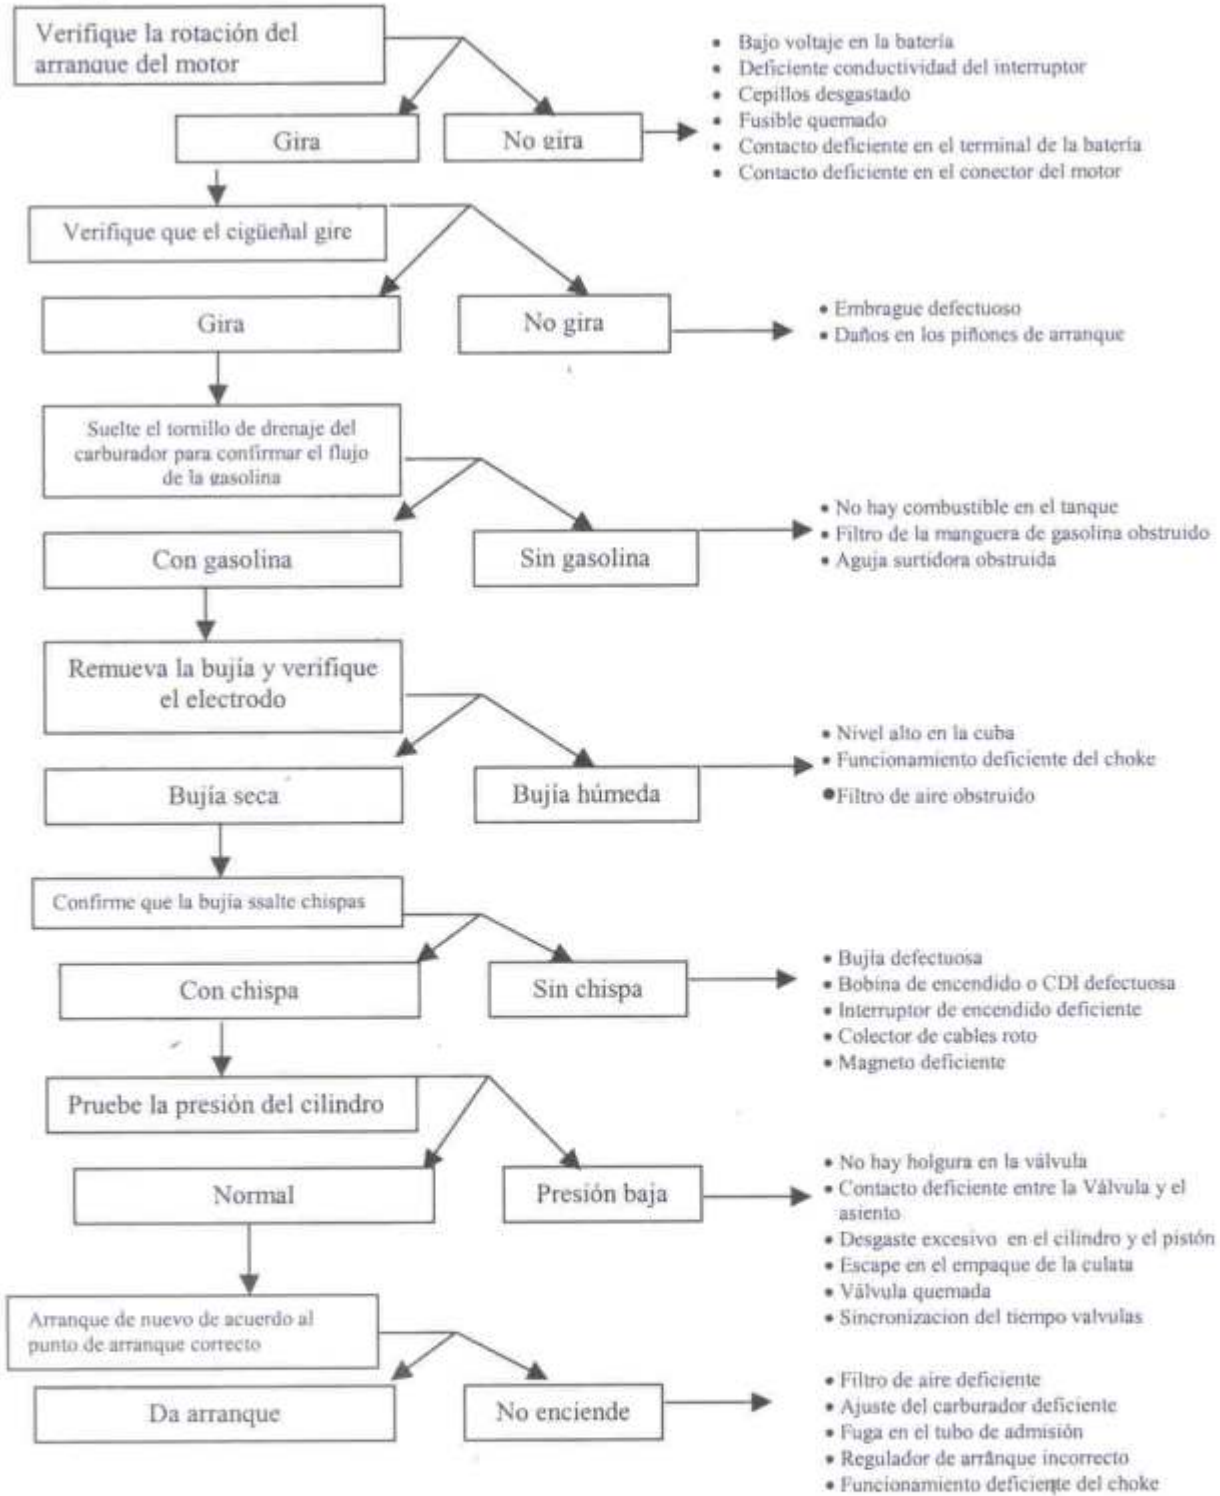 Verifique la rotación del
arranque del motor
• Bajo voltaje en la batería
• Deficiente conductividad del interruptor
• Cepillos desgastado
• Fusible quemado
• Contacto deficiente en el terminal de la batería
• Contacto deficiente en el conector del motor
Gira
No gira
Verifique que el cigüeñal gire
Gira
No gira
• Embrague defectuoso
• Daños en los piñones de arranque
Suelte el tornillo de drenaje del
carburador para confirmar el flujo
de la gasolina
Con gasolina
Sin gasolina
• No hay combustible en el tanque
• Filtro de la manguera de gasolina obstruido
• Aguja surtidora obstruida
Remueva la bujía y verifique
el electrodo
Bujía seca
Bujía húmeda
• Nivel alto en la cuba
• Funcionamiento deficiente del choke
•Filtro de aire obstruido
Confirme que la bujía ssalte chispas
Con chispa
Sin chispa
• Bujía defectuosa
• Bobina de encendido o CDI defectuosa
• Interruptor de encendido deficiente
• Colector de cables roto
• Magneto deficiente
Pruebe la presión del cilindro
Normal
Presión baja
• No hay holgura en la válvula
• Contacto deficiente entre la Válvula y el
asiento
• Desgaste excesivo en el cilindro y el pistón
• Escape en el empaque de la culata
• Válvula quemada
• Sincronizacion del tiempo valvulas
Arranque de nuevo de acuerdo al
punto de arranque correcto
Da arranque
No enciende
• Filtro de aire deficiente
• Ajuste del carburador deficiente
• Fuga en el tubo de admisión
• Regulador de arranque incorrecto
• Funcionamiento deficiente del choke